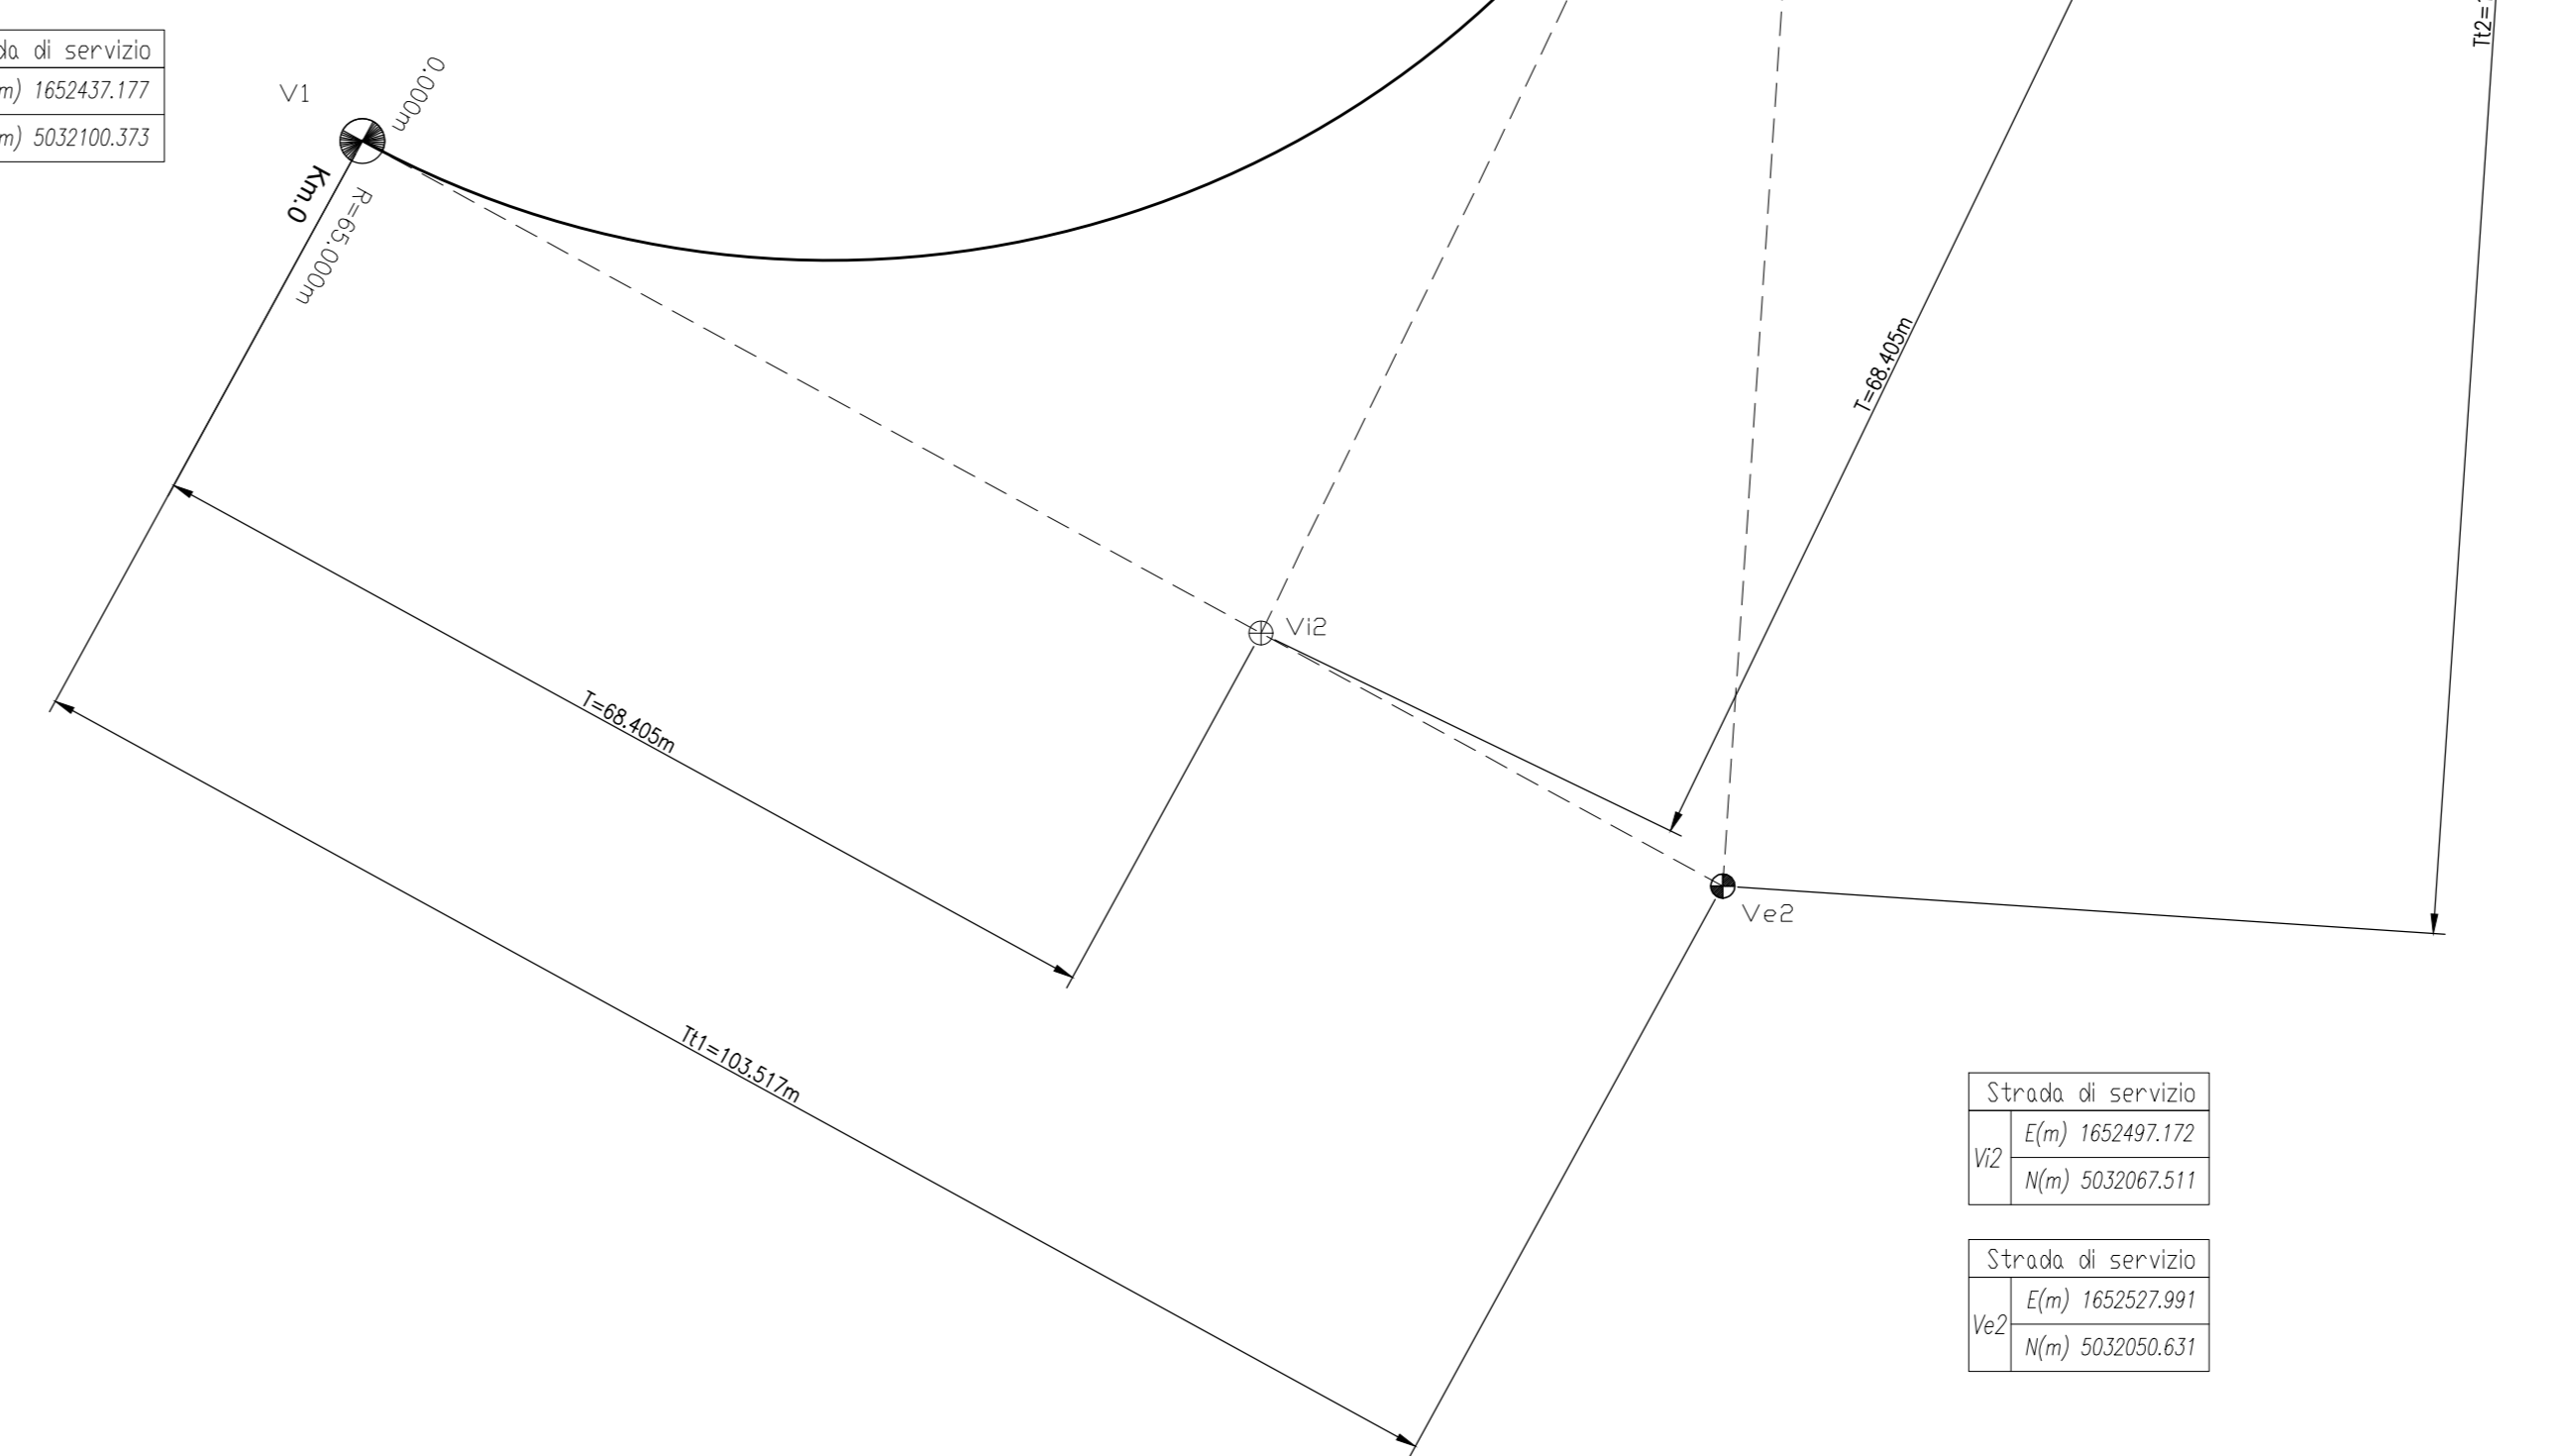 di servizio
1652437.177
5032100.373
V1
0.000m
Km.0
R=65.000m
Tt2=
T=68.405m
Vi2
T=68.405m
Ve2
Tt1=103.517m
Strada di servizio
Vi2
E(m) 1652497.172
N(m) 5032067.511
Strada di servizio
Ve2
E(m) 1652527.991
N(m) 5032050.631